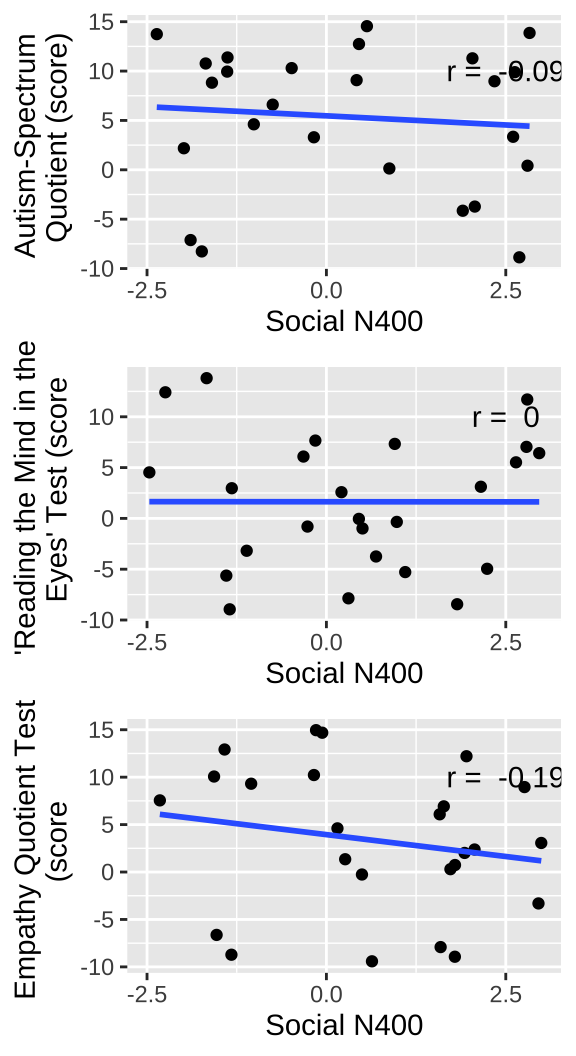 Autism-Spectrum
Quotient (score)
15
10
5
0
-5
-10
r = -0.09
-2.5 0.0 2.5
Social N400
'Reading the Mind in the
Eyes' Test (score
10
5
0
-5
-10
r = 0
-2.5 0.0 2.5
Social N400
Empathy Quotient Test
(score
15
10
5
0
-5
-10
r = -0.19
-2.5 0.0 2.5
Social N400